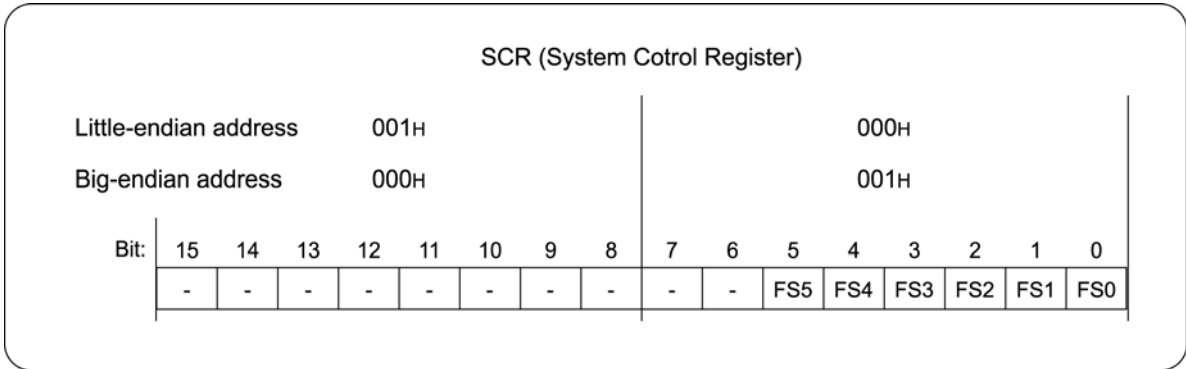 SCR (System Cotrol Register)
Little-endian address 001H 000H
Big-endian address 000H 001H
Bit: 15 14 13 12 11 10 9 8 7 6 5 4 3 2 1 0
- - - - - - - - - - FS5 FS4 FS3 FS2 FS1 FS0